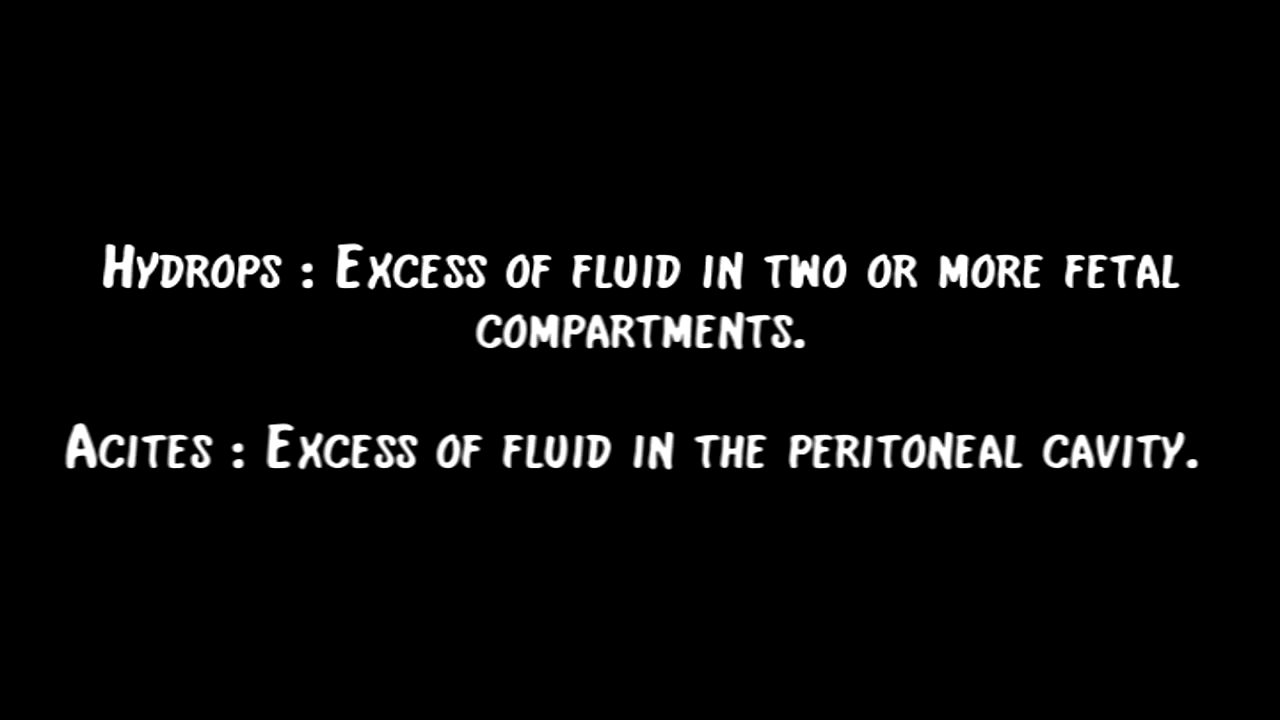 Hydrops : Excess of fluid in two or more fetal
compartments.
Acites : Excess of fluid in the peritoneal cavity.